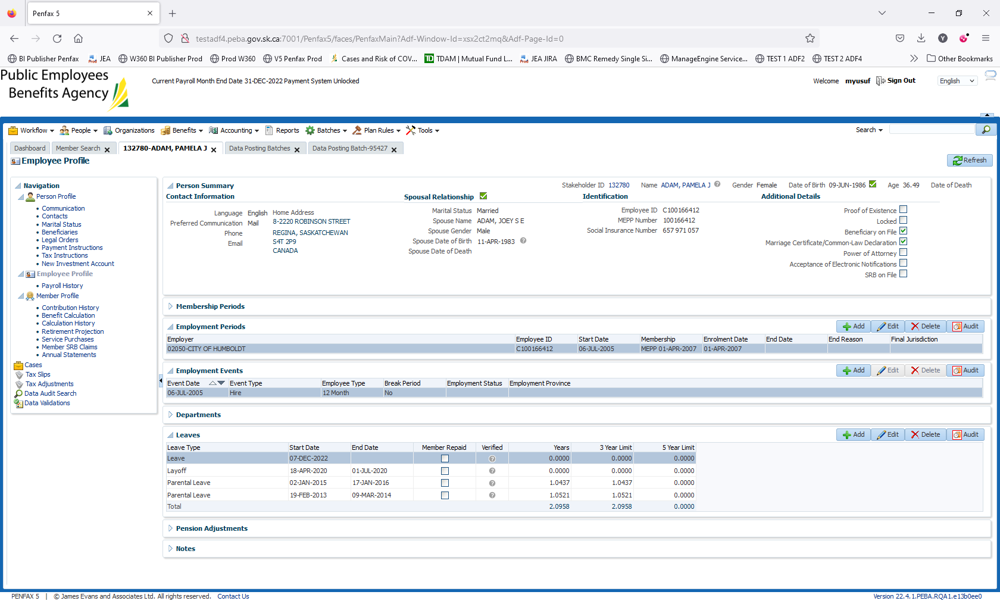 Penfax 5
testadf4.peba.gov.sk.ca:7001/Penfax5/faces/PenfaxMain?Adf-Window-Id=xsx2ct2mq&Adf-Page-Id=0
BI Publisher Penfax JEA W360 BI Publisher Prod Prod W360 V5 Penfax Prod Cases and Risk of COV... TDAM | Mutual Fund L... JEA JIRA BMC Remedy Single Si... ManageEngine Service... TEST 1 ADF2 TEST 2 ADF4 Other Bookmarks
Public Employees
Benefits Agency
Current Payroll Month End Date 31-DEC-2022 Payment System Unlocked
Welcome myusuf Sign Out English
Workflow People Organizations Benefits Accounting Reports Batches Plan Rules Tools Search
Dashboard Member Search 132780-ADAM, PAMELA J Data Posting Batches Data Posting Batch-95427
Employee Profile Refresh
Navigation
Person Profile
Communication
Contacts
Marital Status
Beneficiaries
Legal Orders
Payment Instructions
Tax Instructions
New Investment Account
Employee Profile
Payroll History
Member Profile
Contribution History
Benefit Calculation
Calculation History
Retirement Projection
Service Purchases
Member SRB Claims
Annual Statements
Cases
Tax Slips
Tax Adjustments
Data Audit Search
Data Validations
Person Summary Stakeholder ID 132780 Name ADAM, PAMELA J Gender Female Date of Birth 09-JUN-1986 Age 36.49 Date of Death
Contact Information
Language English
Preferred Communication Mail
Phone
Email
Home Address
8-2220 ROBINSON STREET
REGINA, SASKATCHEWAN
S4T 2P9
CANADA
Spousal Relationship
Marital Status Married
Spouse Name ADAM, JOEY S E
Spouse Gender Male
Spouse Date of Birth 11-APR-1983
Spouse Date of Death
Identification
Employee ID C100166412
MEPP Number 100166412
Social Insurance Number 657 971 057
Additional Details
Proof of Existence
Locked
Beneficiary on File
Marriage Certificate/Common-Law Declaration
Power of Attorney
Acceptance of Electronic Notifications
SRB on File
Membership Periods
Employment Periods Add Edit Delete Audit
Employer Employee ID Start Date Membership Enrolment Date End Date End Reason Final Jurisdiction
02050-CITY OF HUMBOLDT C100166412 06-JUL-2005 MEPP 01-APR-2007 01-APR-2007
Employment Events Add Edit Delete Audit
Event Date Event Type Employee Type Break Period Employment Status Employment Province
06-JUL-2005 Hire 12 Month No
Departments
Leaves Add Edit Delete Audit
Leave Type Start Date End Date Member Repaid Verified Years 3 Year Limit 5 Year Limit
Leave 07-DEC-2022 0.0000 0.0000 0.0000
Layoff 18-APR-2020 01-JUL-2020 0.0000 0.0000 0.0000
Parental Leave 02-JAN-2015 17-JAN-2016 1.0437 1.0437 0.0000
Parental Leave 19-FEB-2013 09-MAR-2014 1.0521 1.0521 0.0000
Total 2.0958 2.0958 0.0000
Pension Adjustments
Notes
PENFAX 5 | © James Evans and Associates Ltd. All rights reserved. Contact Us Version 22.4.1.PEBA.RQA1.e13b0ee0